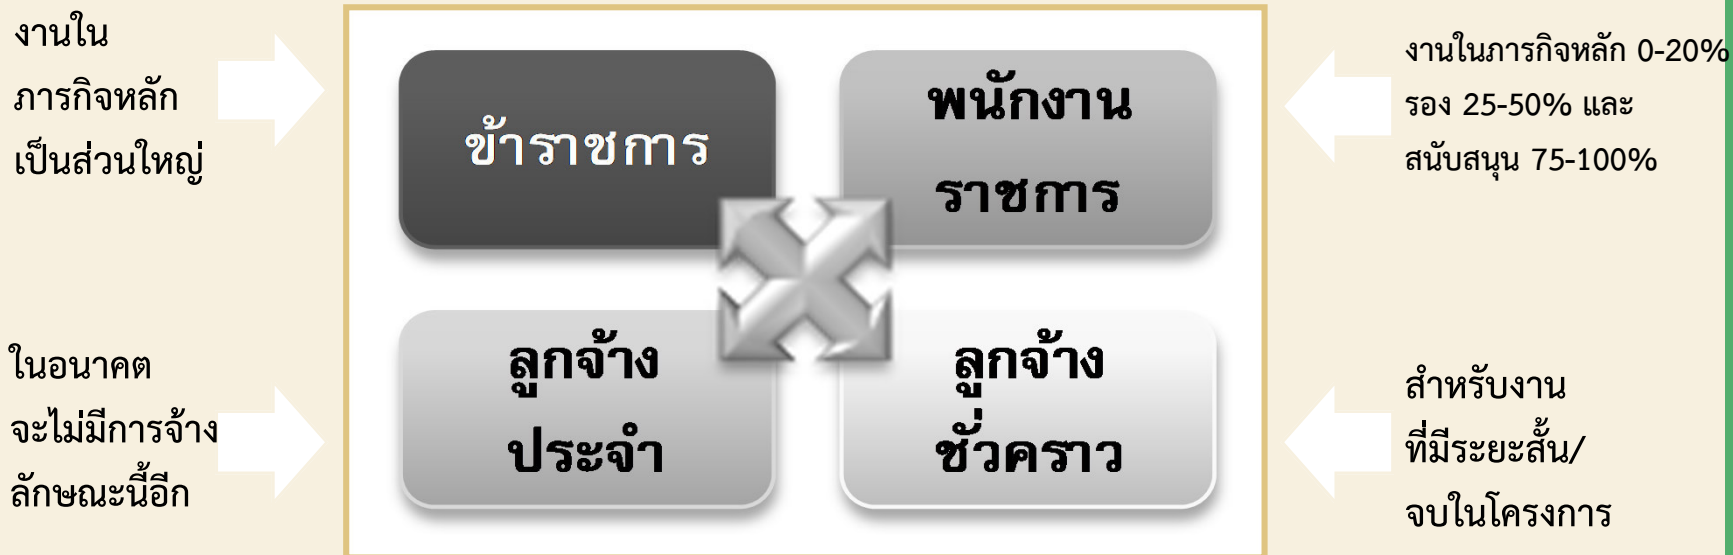 งานใน
ภารกิจหลัก
เป็นส่วนใหญ่
ข้าราชการ
พนักงาน
ราชการ
งานในภารกิจหลัก 0-20%
รอง 25-50% และ
สนับสนุน 75-100%
ในอนาคต
จะไม่มีการจ้าง
ลักษณะนี้อีก
ลูกจ้าง
ประจำ
ลูกจ้าง
ชั่วคราว
สำหรับงาน
ที่มีระยะสั้น/
จบในโครงการ